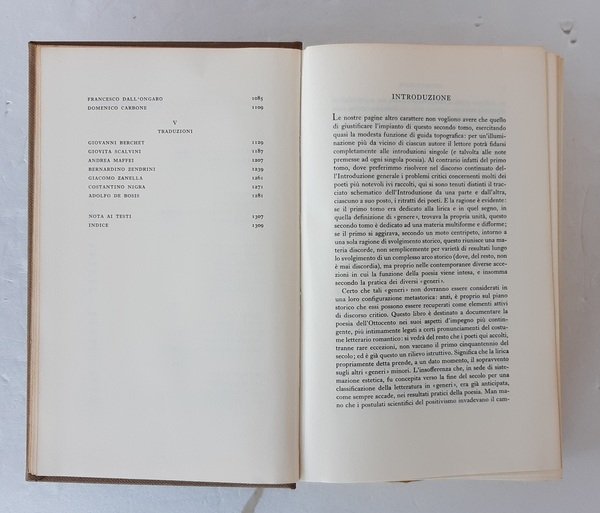 FRANCESCO DALL'ONGARO 1085
DOMENICO CARBONE 1109
V
TRADUZIONI
GIOVANNI BERCHET 1129
GIOVITA SCALVINI 1187
ANDREA MAFFEI 1207
BERNARDINO ZENDRINI 1239
GIACOMO ZANELLA 1261
COSTANTINO NIGRA 1271
ADOLFO DE BOSIS 1281
NOTA AI TESTI 1307
INDICE 1309
INTRODUZIONE
Le nostre pagine altro carattere non vogliono avere che quello
di giustificare l'impianto di questo secondo tomo, esercitando
quasi la modesta funzione di guida topografica: per un'illumi-
nazione più da vicino di ciascun autore il lettore potrà fidarsi
completamente alle introduzioni singole (e talvolta alle note
premesse ad ogni singola poesia). Al contrario infatti del primo
tomo, dove preferimmo risolvere nel discorso continuato del-
l'Introduzione generale i problemi critici concernenti molti dei
poeti più notevoli ivi raccolti, qui si sono tenuti distinti il trac-
ciato schematico dell'Introduzione da una parte e dall'altra,
ciascuno a suo posto, i ritratti dei poeti. E la ragione è evidente:
se il primo tomo era dedicato alla lirica e in quel segno, in
quella definizione di «genere», trovava la propria unità, questo
secondo tomo è dedicato ad una materia multiforme e difforme;
se il primo si aggirava, secondo un moto centripeto, intorno a
una sola ragione di svolgimento storico, questo riunisce una ma-
teria discorde, non semplicemente per varietà di resultati lungo
lo svolgimento di un complesso arco storico (dove, del resto, non
è mai discordia), ma proprio nelle contemporanee diverse acce-
zioni in cui la funzione della poesia viene intesa, e insomma
secondo la pratica dei diversi «generi».
Certo che tali «generi» non dovranno essere considerati in
una loro configurazione metastorica: anzi, è proprio sul piano
storico che essi possono essere recuperati come elementi attivi
di discorso critico. Questo libro è destinato a documentare la
poesia dell'Ottocento nei suoi aspetti d'impegno più contin-
gente, più intimamente legati a certi pronunciamenti del costu-
me letterario romantico: si vedrà del resto che i poeti qui accolti,
tranne rare eccezioni, non varcano il primo cinquantennio del
secolo; ed è già questo un rilievo istruttivo. Significa che la lirica
propriamente detta prende, a un dato momento, il sopravvento
sugli altri «generi» minori. L'insofferenza che, in sede di siste-
mazione estetica, fu concepita verso la fine del secolo per una
classificazione della letteratura in «generi», era già anticipata,
come sempre accade, nei resultati pratici della poesia. Man ma-
no che i postulati scientifici del positivismo invadevano il cam-